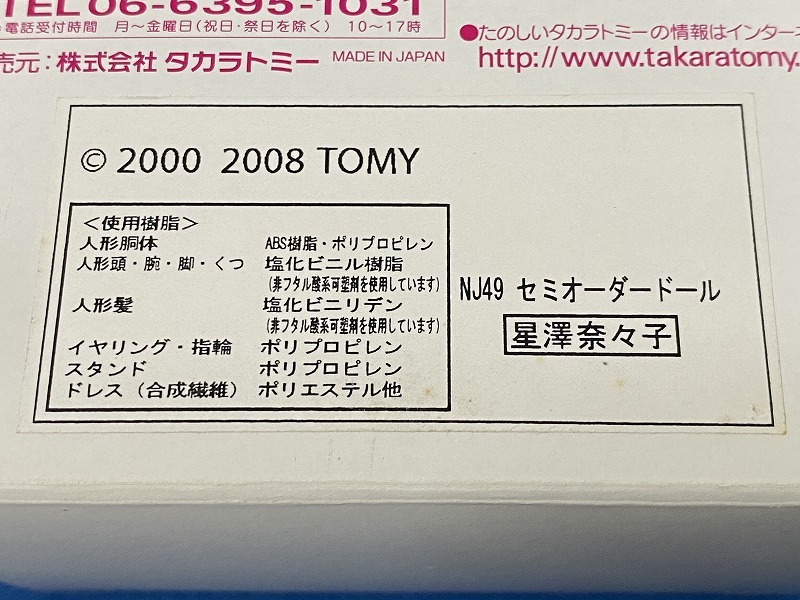 TEL06-6395-1031
電話受付時間 月〜金曜日(祝日・祭日を除く) 10〜17時
売元:株式会社 タカラトミー MADE IN JAPAN
●たのしいタカラトミーの情報はインターネ
http://www.takaratomy.
© 2000 2008 TOMY
<使用樹脂>
人形胴体 ABS樹脂・ポリプロピレン
人形頭・腕・脚・くつ 塩化ビニル樹脂
(非フタル酸系可塑剤を使用しています)
人形髪 塩化ビニリデン
(非フタル酸系可塑剤を使用しています)
イヤリング・指輪 ポリプロピレン
スタンド ポリプロピレン
ドレス(合成繊維) ポリエステル他
NJ49 セミオーダードール
星澤奈々子